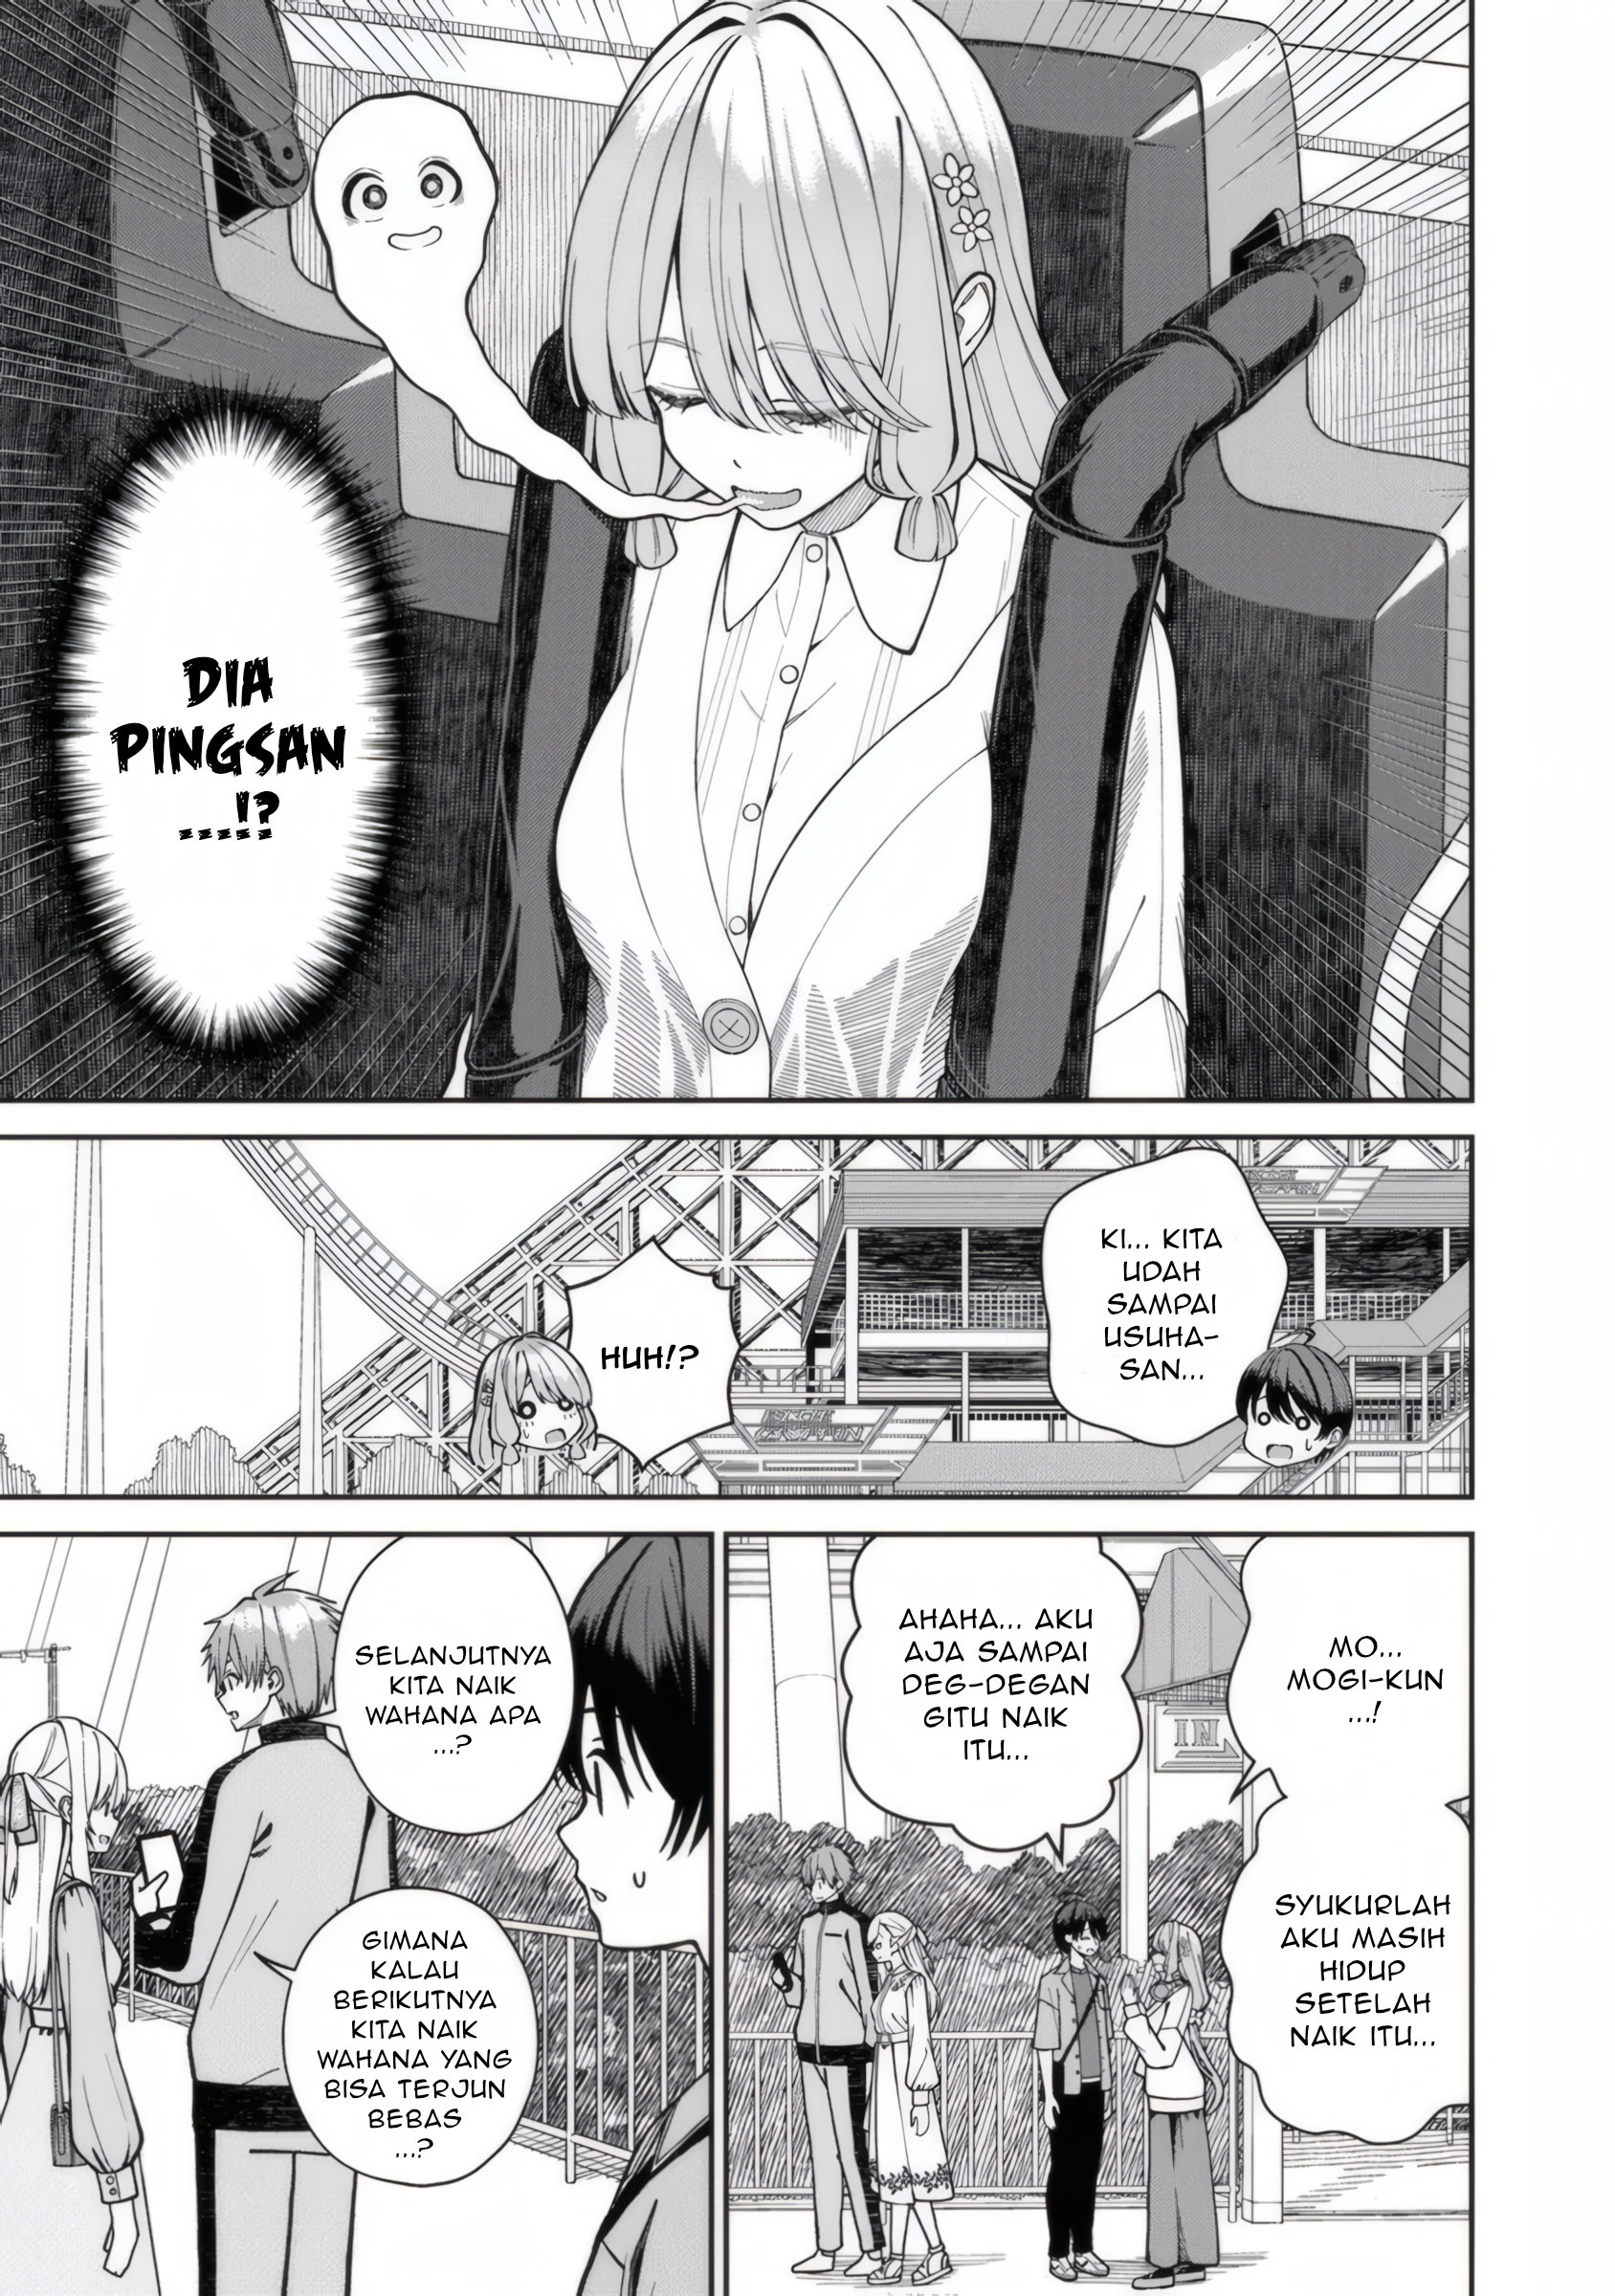 DIA
PINGSAN
.....!?
KI... KITA
UDAH
SAMPAI
USUHA-
SAN...
HUH!?
MO...
MOGI-KUN
...!
SYUKURLAH
AKU MASIH
HIDUP
SETELAH
NAIK ITU...
AHAHA... AKU
AJA SAMPAI
DEG-DEGAN
GITU NAIK
ITU...
IN
SELANJUTNYA
KITA NAIK
WAHANA APA
...?
GIMANA
KALAU
BERIKUTNYA
KITA NAIK
WAHANA YANG
BISA TERJUN
BEBAS
...?